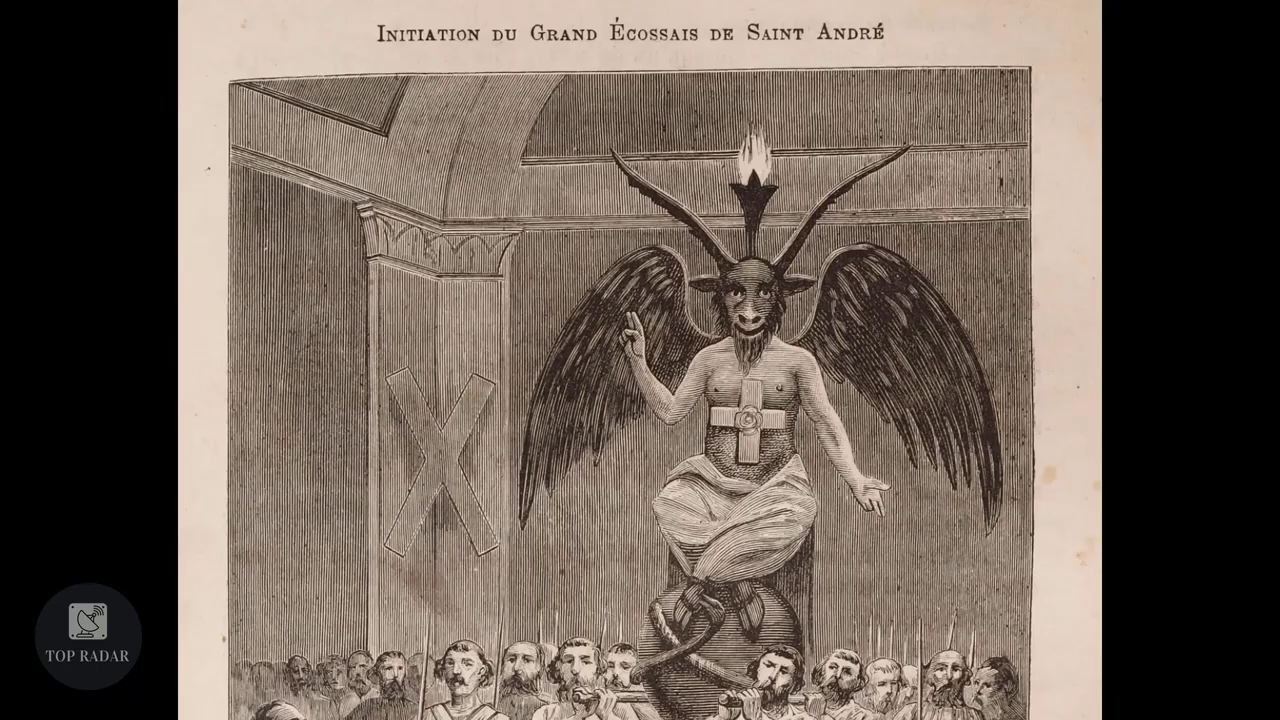 INITIATION DU GRAND ÉCOSSAIS DE SAINT ANDRÉ
TOP RADAR